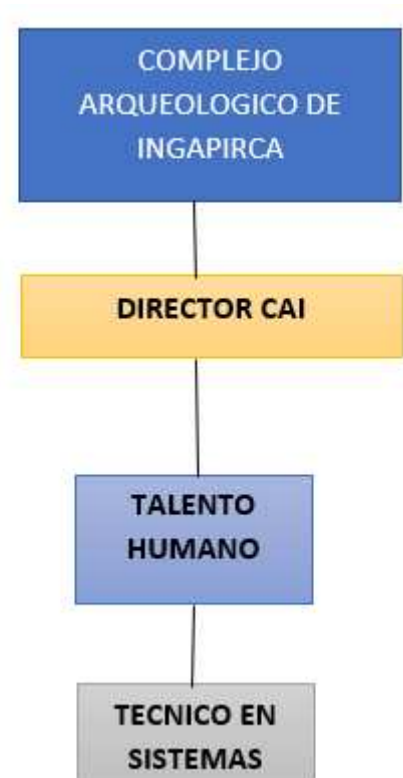 COMPLEJO
ARQUEOLOGICO DE
INGAPIRCA
DIRECTOR CAI
TALENTO
HUMANO
TECNICO EN
SISTEMAS